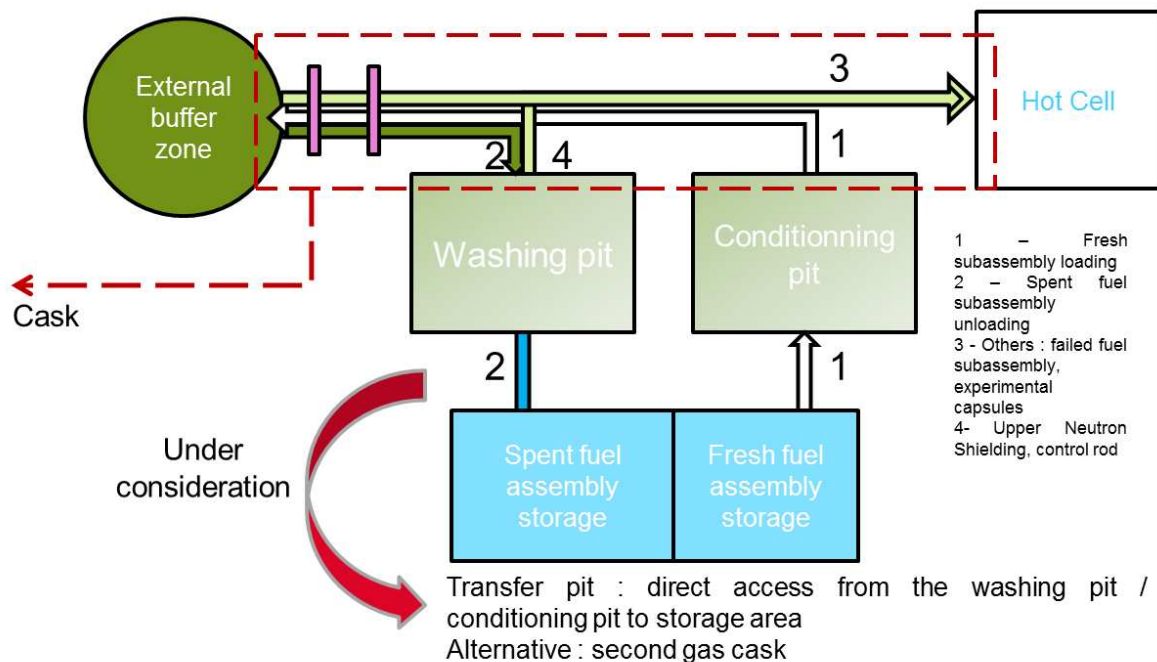 External
buffer
zone
3
Hot Cell
2
4
1
Washing pit
Conditionning
pit
Cask
2
1
1 – Fresh
subassembly loading
2 – Spent fuel
subassembly
unloading
3 - Others : failed fuel
subassembly,
experimental
capsules
4- Upper Neutron
Shielding, control rod
Under
consideration
Spent fuel
assembly
storage
Fresh fuel
assembly
storage
Transfer pit : direct access from the washing pit /
conditioning pit to storage area
Alternative : second gas cask